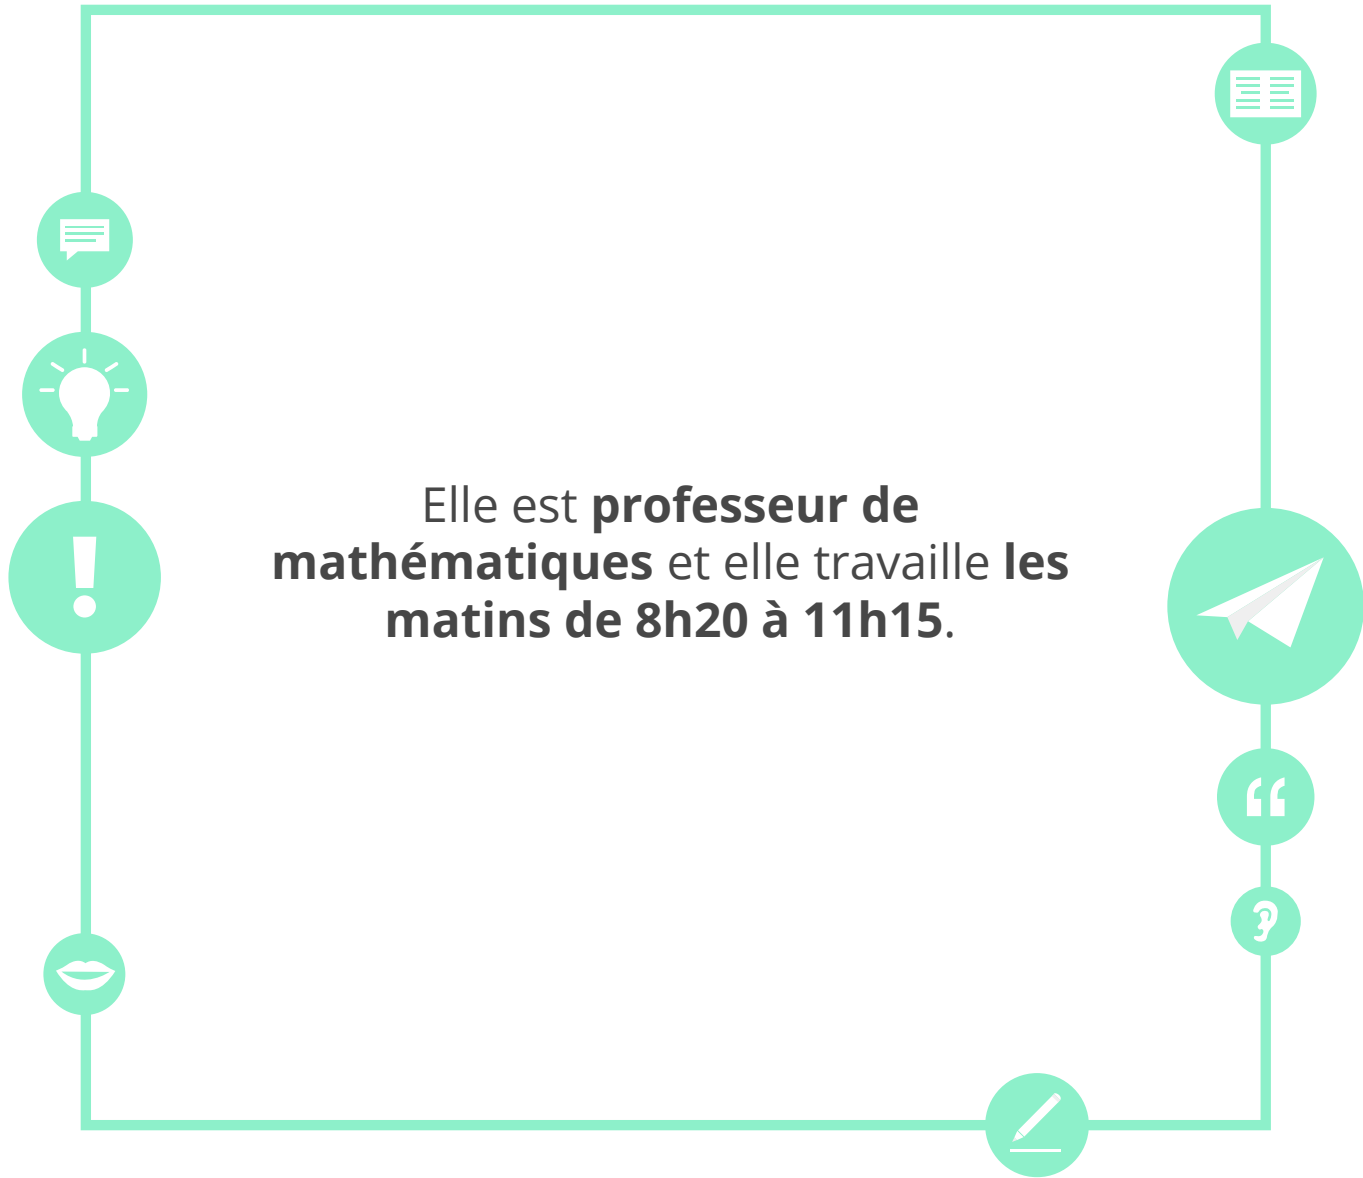 Elle est professeur de
mathématiques et elle travaille les
matins de 8h20 à 11h15.